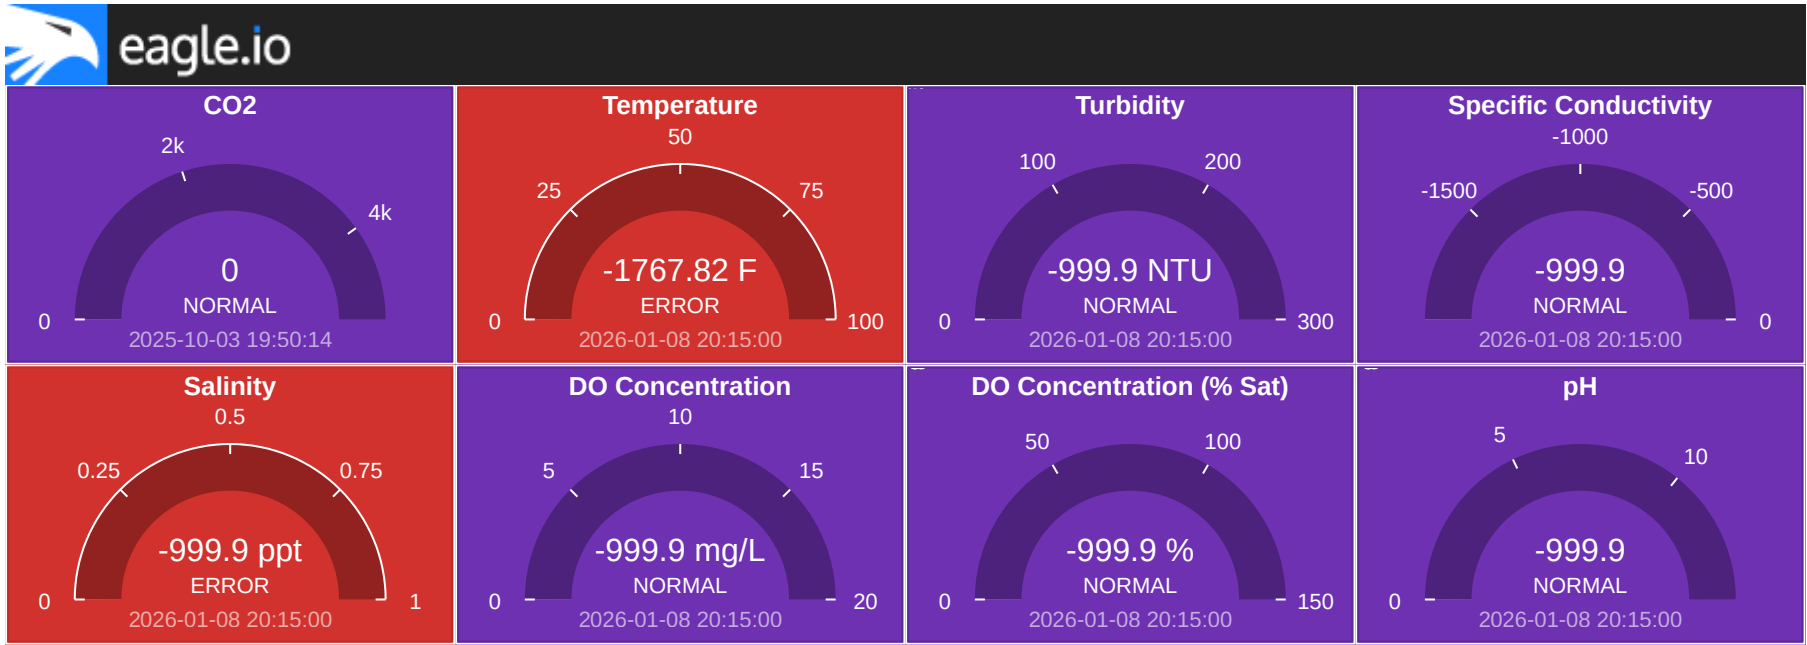 eagle.io
CO2
2k
4k
0
0
NORMAL
2025-10-03 19:50:14
Temperature
50
25
75
-1767.82 F
ERROR
0
100
2026-01-08 20:15:00
Turbidity
100
200
-999.9 NTU
NORMAL
0
300
2026-01-08 20:15:00
Specific Conductivity
-1000
-1500
-500
-999.9
NORMAL
0
2026-01-08 20:15:00
Salinity
0.5
0.25
0.75
-999.9 ppt
ERROR
0
1
2026-01-08 20:15:00
DO Concentration
10
5
15
-999.9 mg/L
NORMAL
0
20
2026-01-08 20:15:00
DO Concentration (% Sat)
50
100
-999.9 %
NORMAL
0
150
2026-01-08 20:15:00
pH
5
10
-999.9
NORMAL
0
2026-01-08 20:15:00